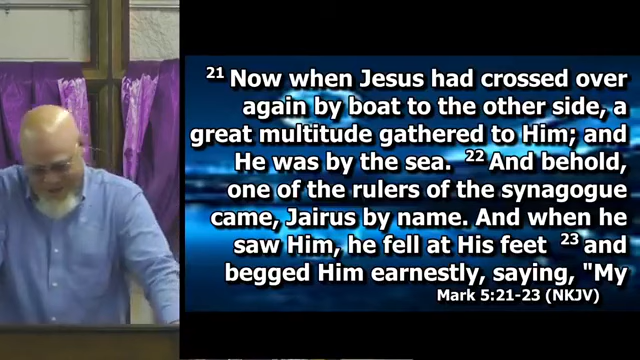 21 Now when Jesus had crossed over
again by boat to the other side, a
great multitude gathered to Him; and
He was by the sea. 22 And behold,
one of the rulers of the synagogue
came, Jairus by name. And when he
saw Him, he fell at His feet 23 and
begged Him earnestly, saying, "My
Mark 5:21-23 (NKJV)